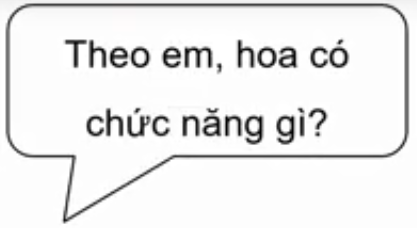 Theo em, hoa có
chức năng gì?